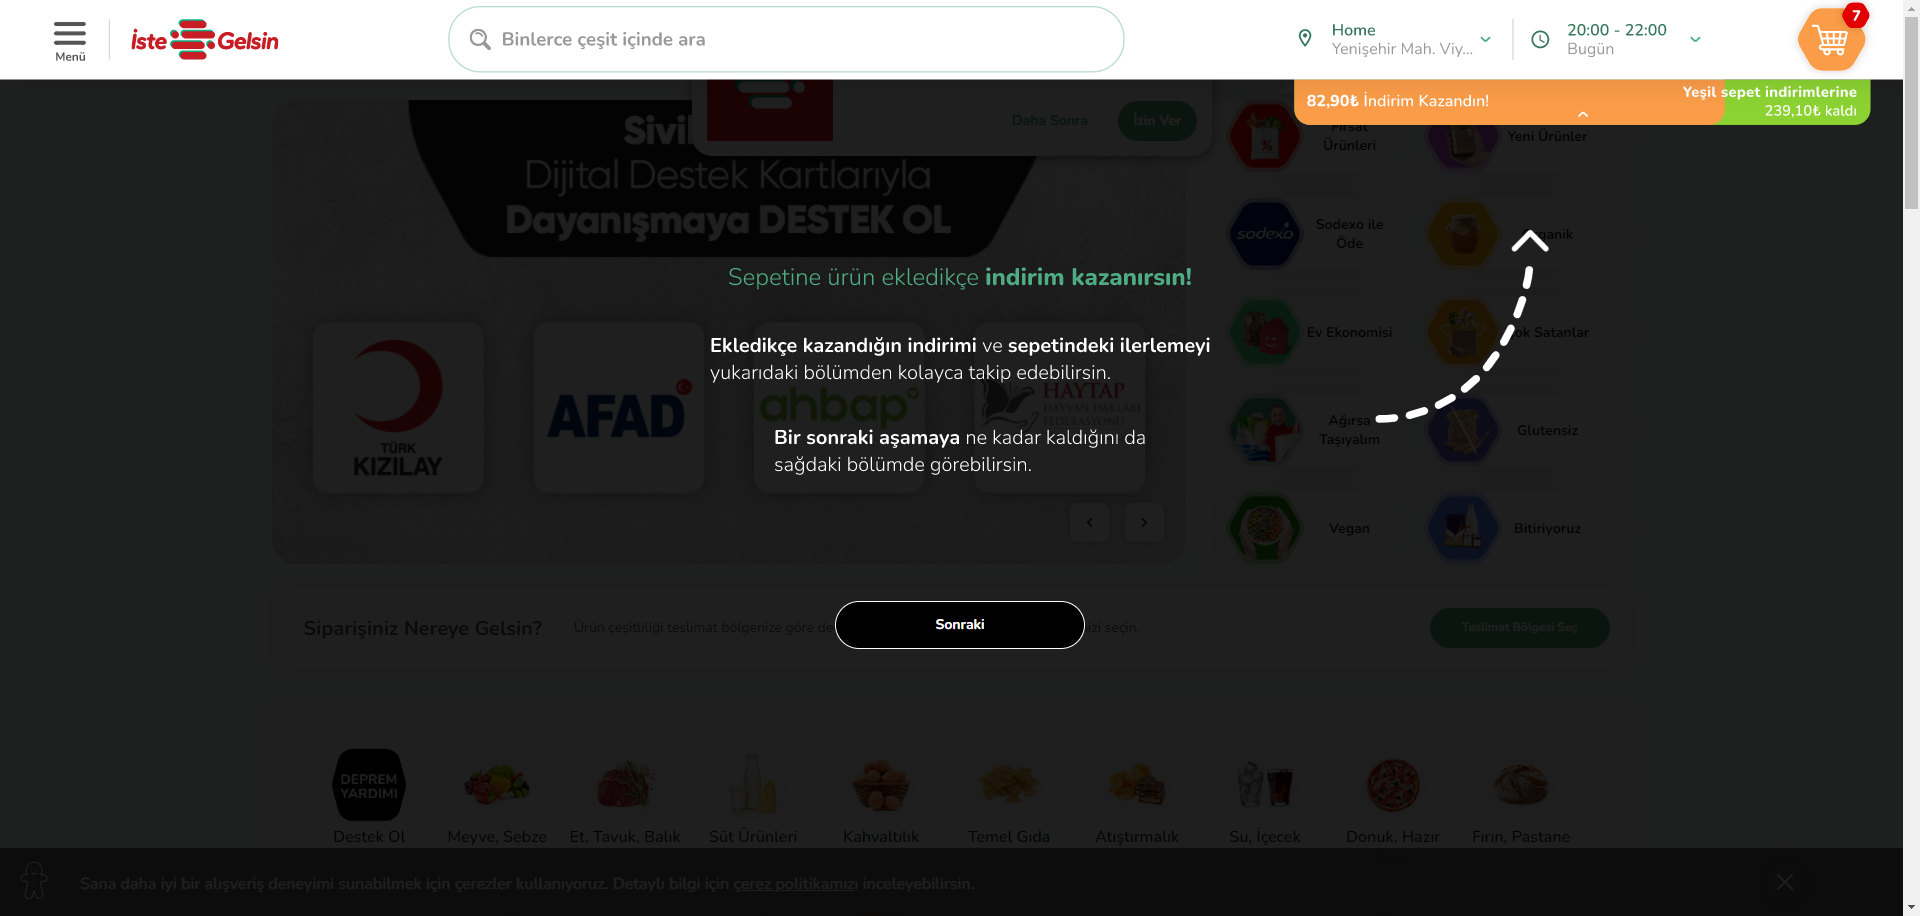 Menü
İste Gelsin
Binlerce çeşit içinde ara
Home
Yenişehir Mah. Viy...
20:00 - 22:00
Bugün
7
82,90₺ İndirim Kazandın!
Yeşil sepet indirimlerine
239,10₺ kaldı
Daha Sonra
İzin Ver
Sivil
Dijital Destek Kartlarıyla
Dayanışmaya DESTEK OL
Fırsat
Ürünleri
Yeni Ürünler
sodexo
Sodexo ile
Öde
Organik
Sepetine ürün ekledikçe indirim kazanırsın!
Ekledikçe kazandığın indirimi ve sepetindeki ilerlemeyi
yukarıdaki bölümden kolayca takip edebilirsin.
Bir sonraki aşamaya ne kadar kaldığını da
sağdaki bölümde görebilirsin.
TÜRK
KIZILAY
AFAD
ahbap
HAYTAP
HAYVAN HAKLARI
FEDERASYONU
Ev Ekonomisi
Çok Satanlar
Ağırsa
Taşıyalım
Glutensiz
Vegan
Bitiriyoruz
Siparişiniz Nereye Gelsin?
Ürün çeşitliliği teslimat bölgenize göre de
zi seçin.
Sonraki
Teslimat Bölgesi Seç
DEPREM
YARDIMI
Destek Ol
Meyve, Sebze
Et, Tavuk, Balık
Süt Ürünleri
Kahvaltılık
Temel Gıda
Atıştırmalık
Su, İçecek
Donuk, Hazır
Fırın, Pastane
Sana daha iyi bir alışveriş deneyimi sunabilmek için çerezler kullanıyoruz. Detaylı bilgi için çerez politikamızı inceleyebilirsin.